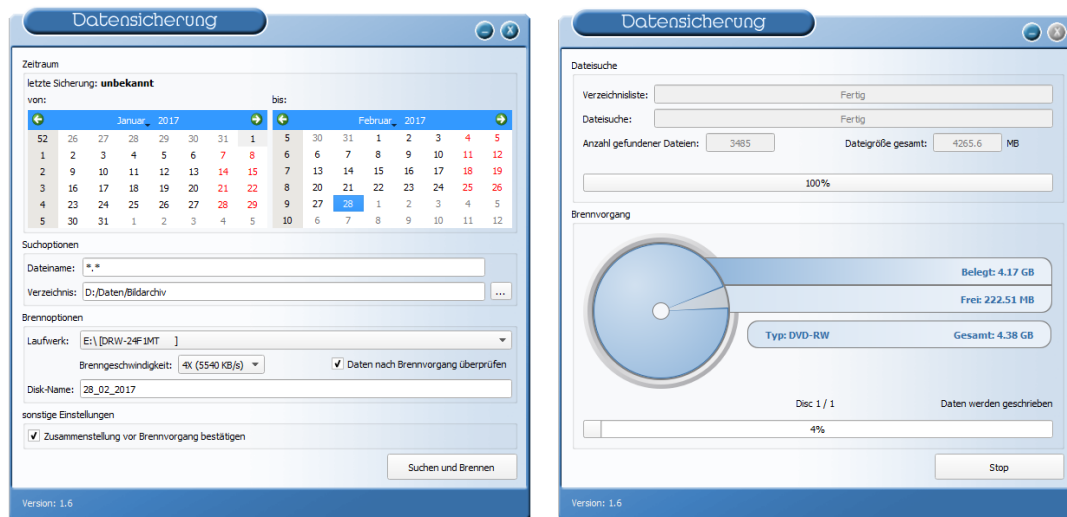 Datensicherung
Zeitraum
letzte Sicherung: unbekannt
von: bis:
Januar 2017 Februar 2017
52 26 27 28 29 30 31 1 5 30 31 1 2 3 4 5
1 2 3 4 5 6 7 8 6 6 7 8 9 10 11 12
2 9 10 11 12 13 14 15 7 13 14 15 16 17 18 19
3 16 17 18 19 20 21 22 8 20 21 22 23 24 25 26
4 23 24 25 26 27 28 29 9 27 28 1 2 3 4 5
5 30 31 1 2 3 4 5 10 6 7 8 9 10 11 12
Suchoptionen
Dateiname: *.*
Verzeichnis: D:/Daten/Bildarchiv ...
Brennoptionen
Laufwerk: E:\ [DRW-24F1MT ]
Brenngeschwindigkeit: 4X (5540 KB/s) Daten nach Brennvorgang überprüfen
Disk-Name: 28_02_2017
sonstige Einstellungen
Zusammenstellung vor Brennvorgang bestätigen
Suchen und Brennen
Version: 1.6
Datensicherung
Dateisuche
Verzeichnisliste: Fertig
Dateisuche: Fertig
Anzahl gefundener Dateien: 3485 Dateigröße gesamt: 4265.6 MB
100%
Brennvorgang
Belegt: 4.17 GB
Frei: 222.51 MB
Typ: DVD-RW Gesamt: 4.38 GB
Disc 1 / 1 Daten werden geschrieben
4%
Stop
Version: 1.6